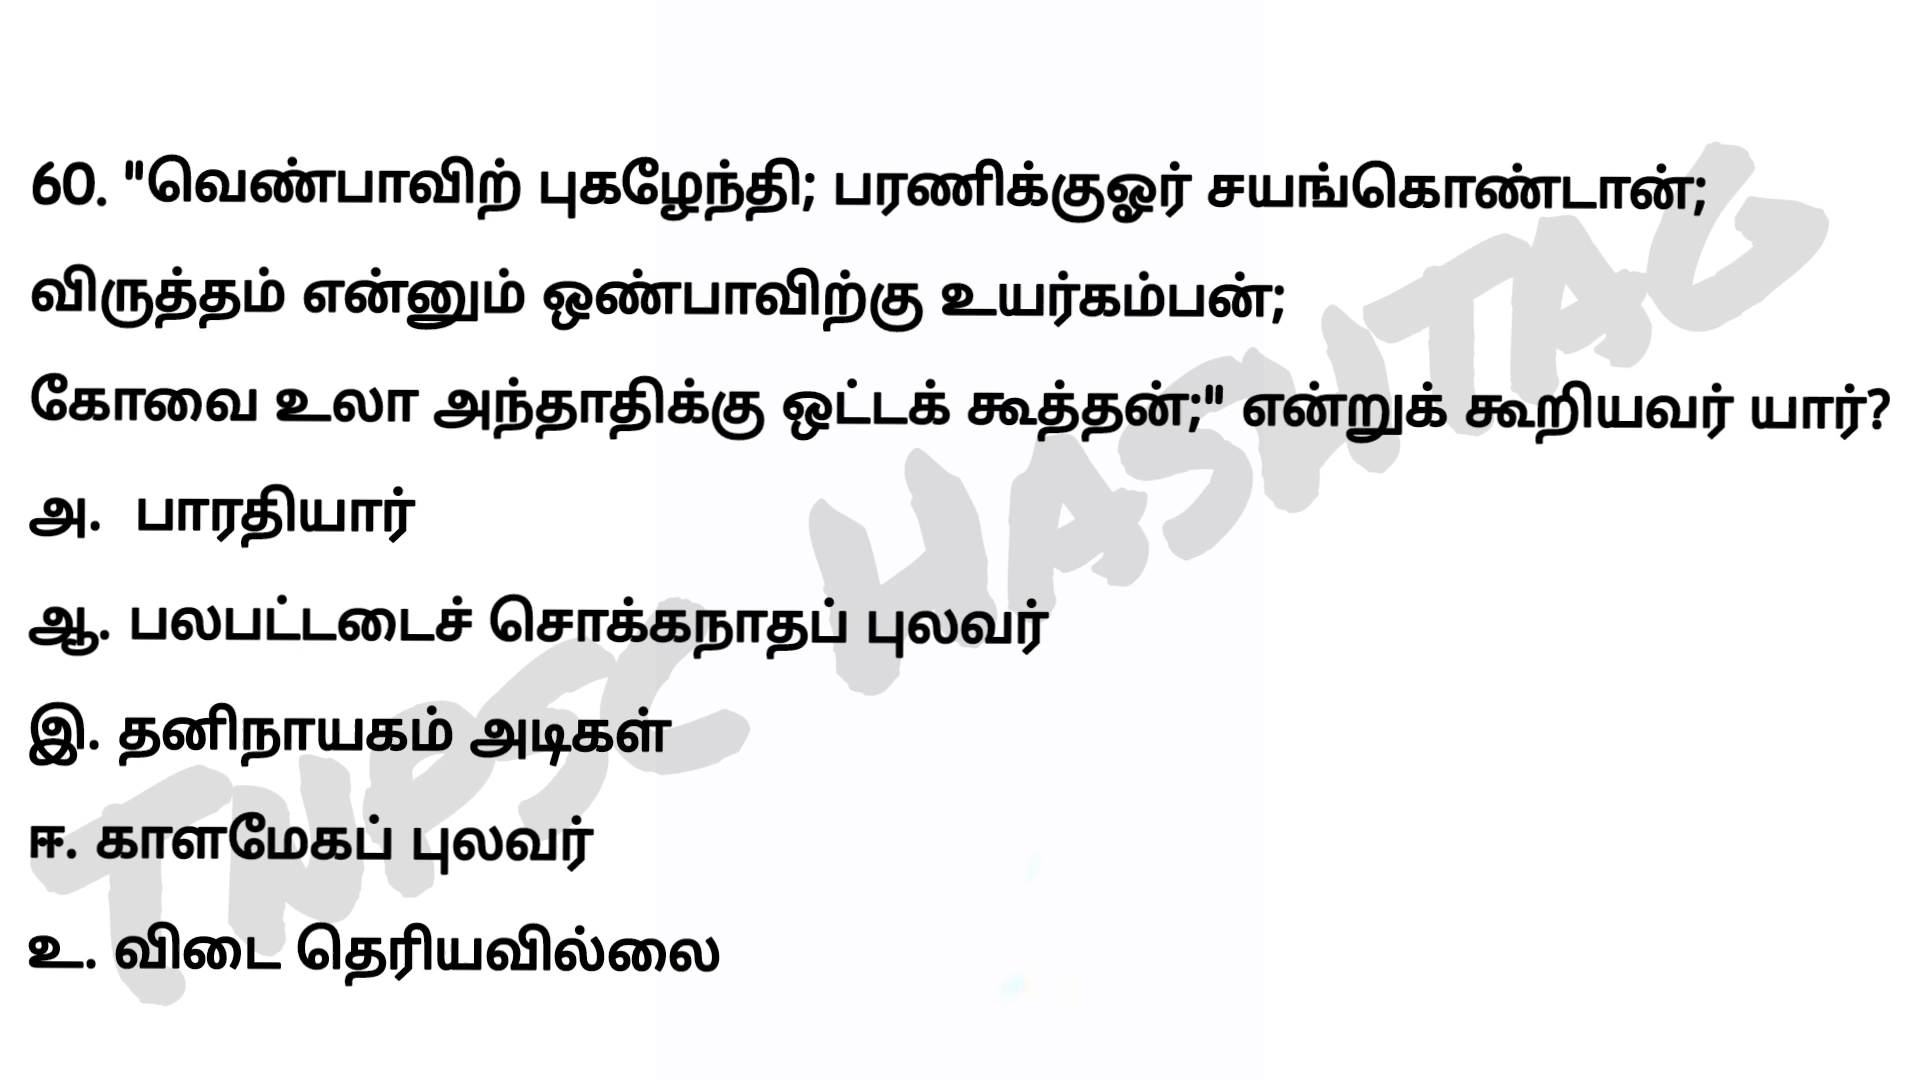 60. "வெண்பாவிற் புகழேந்தி; பரணிக்குஓர் சயங்கொண்டான்;
விருத்தம் என்னும் ஒண்பாவிற்கு உயர்கம்பன்;
கோவை உலா அந்தாதிக்கு ஒட்டக் கூத்தன்;" என்றுக் கூறியவர் யார்?
அ. பாரதியார்
ஆ. பலபட்டடைச் சொக்கநாதப் புலவர்
இ. தனிநாயகம் அடிகள்
ஈ. காளமேகப் புலவர்
உ. விடை தெரியவில்லை
TNPSC HASHTAG